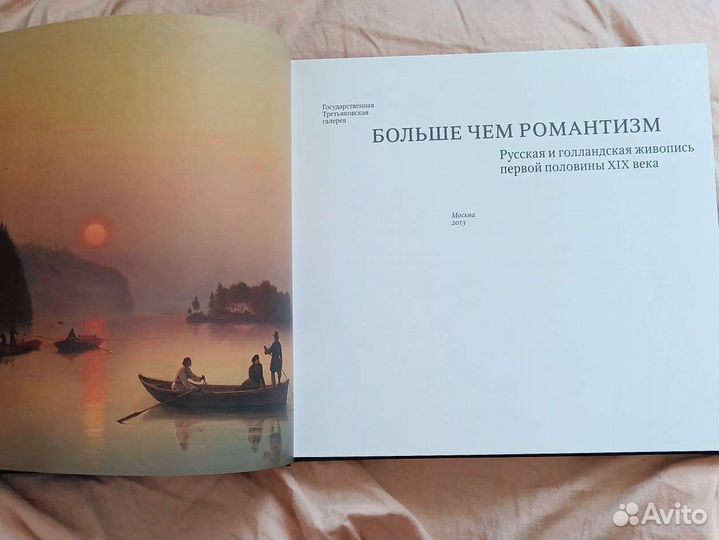 Государственная
Третьяковская
галерея
БОЛЬШЕ ЧЕМ РОМАНТИЗМ
Русская и голландская живопись
первой половины XIX века
Москва
2013
Avito